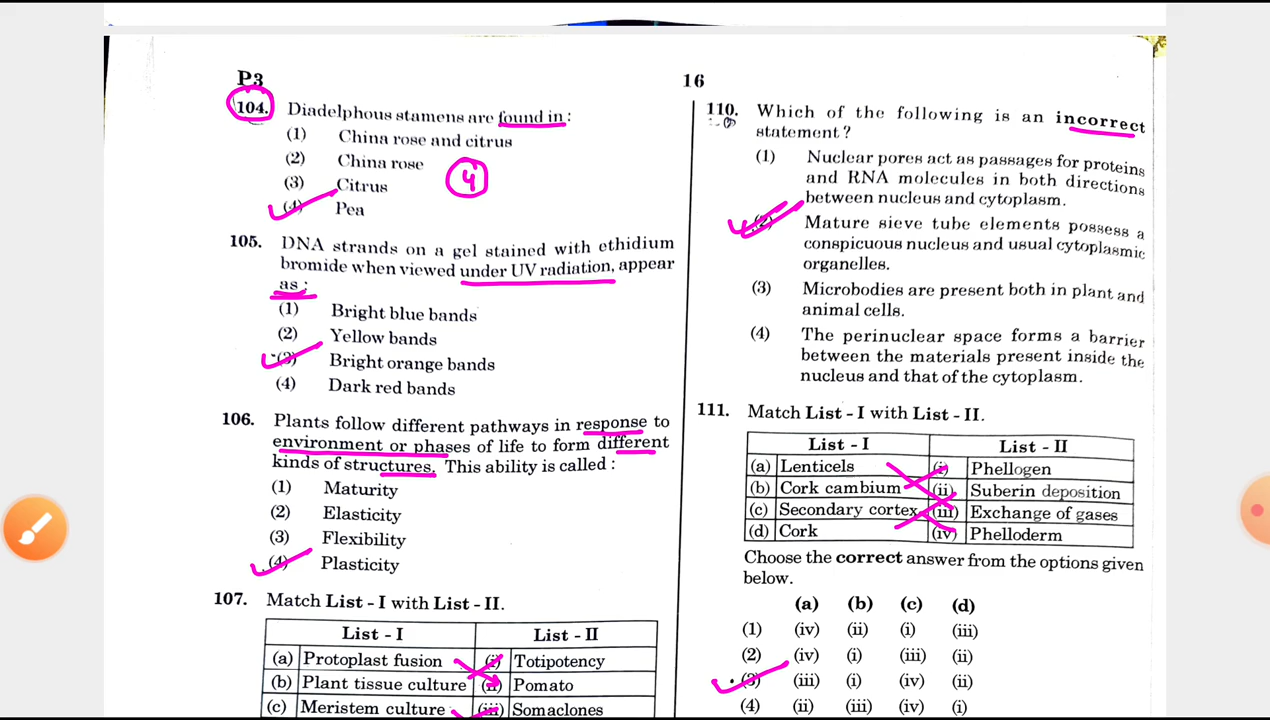 P3
16
104. Diadelphous stamens are found in :
(1) China rose and citrus
(2) China rose
(3) Citrus
(4) Pea
4
105. DNA strands on a gel stained with ethidium
bromide when viewed under UV radiation, appear
as :
(1) Bright blue bands
(2) Yellow bands
(3) Bright orange bands
(4) Dark red bands
106. Plants follow different pathways in response to
environment or phases of life to form different
kinds of structures. This ability is called :
(1) Maturity
(2) Elasticity
(3) Flexibility
(4) Plasticity
107. Match List - I with List - II.
List - I List - II
(a) Protoplast fusion (i) Totipotency
(b) Plant tissue culture (ii) Pomato
(c) Meristem culture (iii) Somaclones
110. Which of the following is an incorrect
statement ?
(1) Nuclear pores act as passages for proteins
and RNA molecules in both directions
between nucleus and cytoplasm.
(2) Mature sieve tube elements possess a
conspicuous nucleus and usual cytoplasmic
organelles.
(3) Microbodies are present both in plant and
animal cells.
(4) The perinuclear space forms a barrier
between the materials present inside the
nucleus and that of the cytoplasm.
111. Match List - I with List - II.
List - I List - II
(a) Lenticels (i) Phellogen
(b) Cork cambium (ii) Suberin deposition
(c) Secondary cortex (iii) Exchange of gases
(d) Cork (iv) Phelloderm
Choose the correct answer from the options given
below.
(a) (b) (c) (d)
(1) (iv) (ii) (i) (iii)
(2) (iv) (i) (iii) (ii)
(3) (iii) (i) (iv) (ii)
(4) (ii) (iii) (iv) (i)